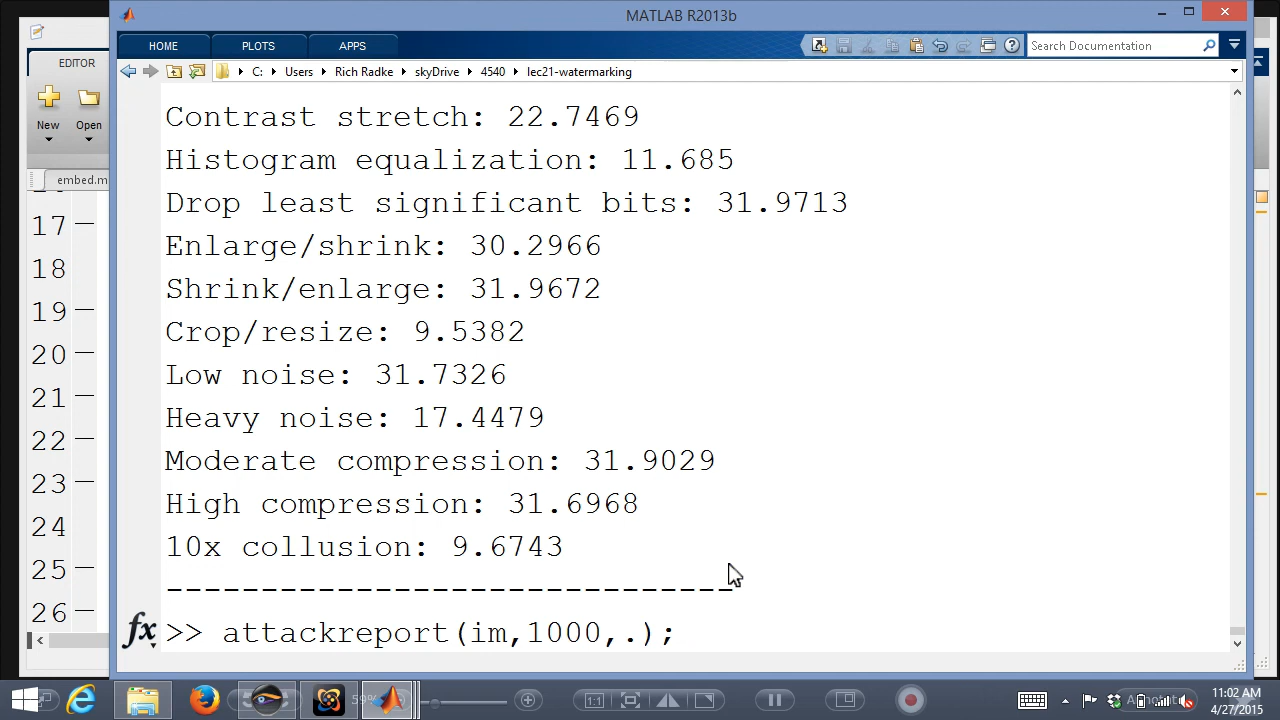 MATLAB R2013b
EDITOR
HOME
PLOTS
APPS
Search Documentation
C:
Users
Rich Radke
skyDrive
4540
lec21-watermarking
New
Open
embed.m
17
18
19
20
21
22
23
24
25
26
Contrast stretch: 22.7469
Histogram equalization: 11.685
Drop least significant bits: 31.9713
Enlarge/shrink: 30.2966
Shrink/enlarge: 31.9672
Crop/resize: 9.5382
Low noise: 31.7326
Heavy noise: 17.4479
Moderate compression: 31.9029
High compression: 31.6968
10x collusion: 9.6743
------------------------------
fx >> attackreport(im,1000,.);
1:1
11:02 AM
4/27/2015